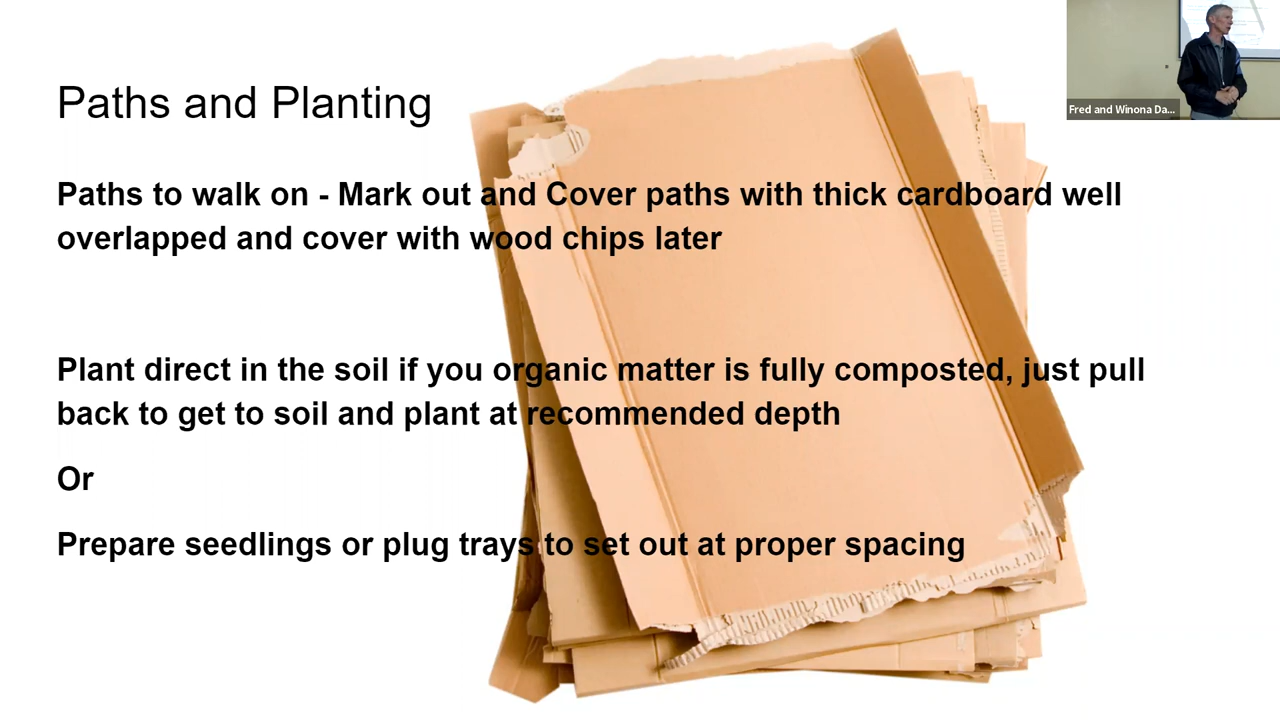 Paths and Planting
Fred and Winona Da...
Paths to walk on - Mark out and Cover paths with thick cardboard well
overlapped and cover with wood chips later
Plant direct in the soil if you organic matter is fully composted, just pull
back to get to soil and plant at recommended depth
Or
Prepare seedlings or plug trays to set out at proper spacing